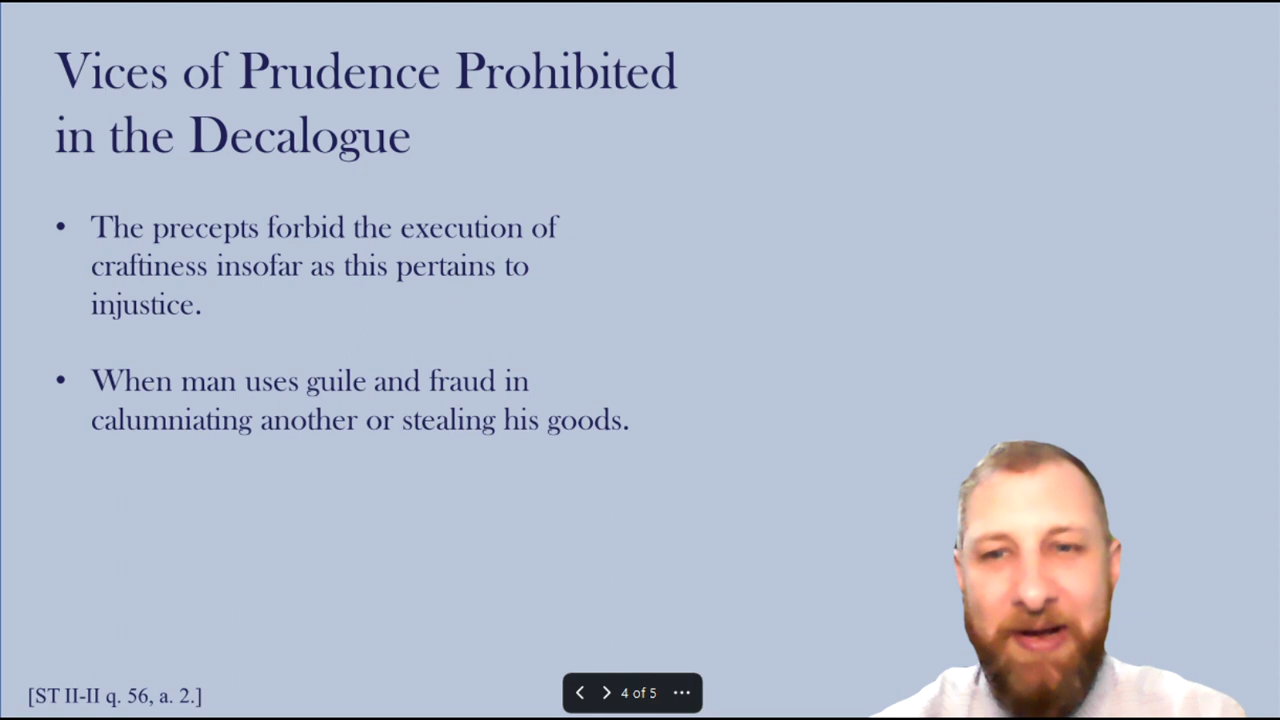 Vices of Prudence Prohibited
in the Decalogue
• The precepts forbid the execution of
craftiness insofar as this pertains to
injustice.
• When man uses guile and fraud in
calumniating another or stealing his goods.
[ST II-II q. 56, a. 2.]
4 of 5